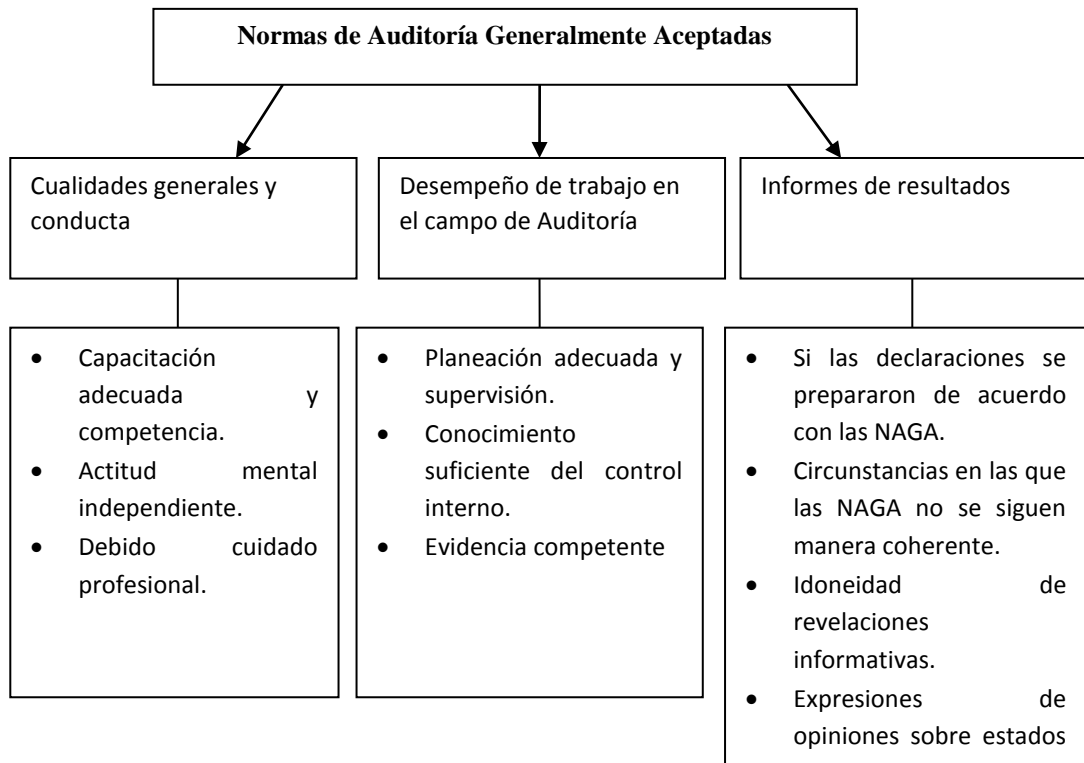 Normas de Auditoría Generalmente Aceptadas
Cualidades generales y
conducta
Desempeño de trabajo en
el campo de Auditoría
Informes de resultados
• Capacitación
adecuada y
competencia.
• Actitud mental
independiente.
• Debido cuidado
profesional.
• Planeación adecuada y
supervisión.
• Conocimiento
suficiente del control
interno.
• Evidencia competente
• Si las declaraciones se
prepararon de acuerdo
con las NAGA.
• Circunstancias en las que
las NAGA no se siguen
manera coherente.
• Idoneidad de
revelaciones
informativas.
• Expresiones de
opiniones sobre estados